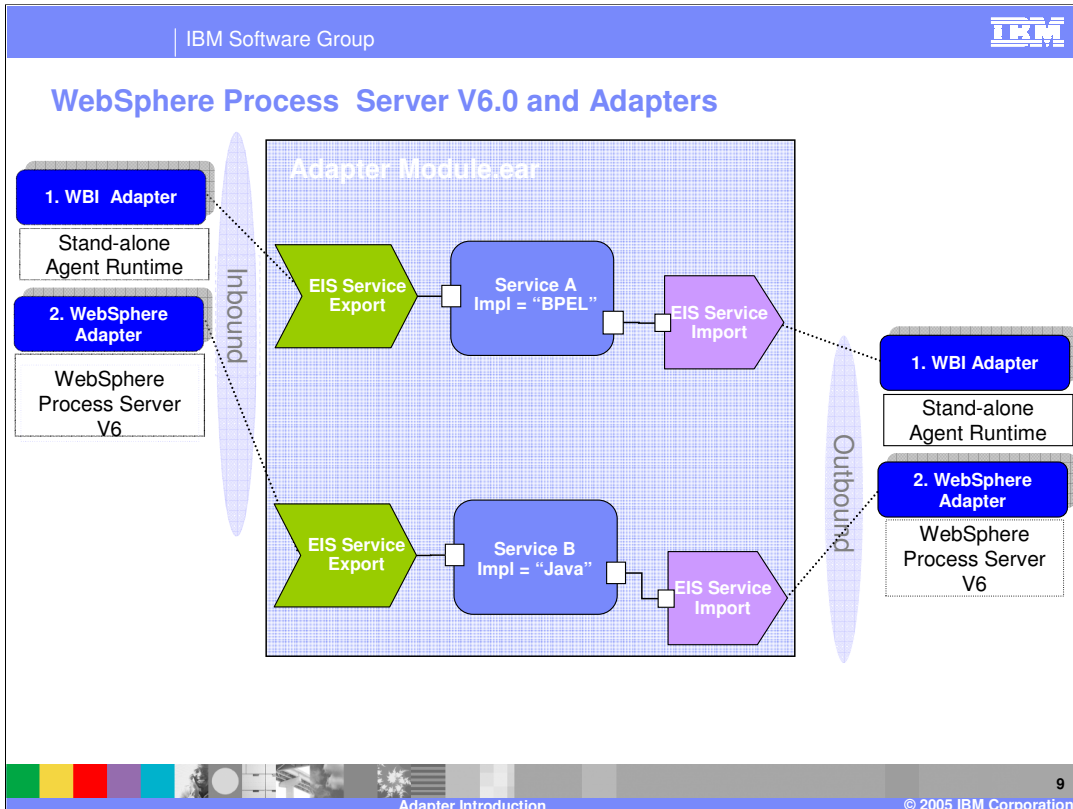 IBM Software Group
IBM
WebSphere Process Server V6.0 and Adapters
Adapter Module.ear
1. WBI Adapter
Stand-alone
Agent Runtime
2. WebSphere
Adapter
WebSphere
Process Server
V6
Inbound
EIS Service
Export
Service A
Impl = “BPEL”
EIS Service
Import
EIS Service
Export
Service B
Impl = “Java”
EIS Service
Import
Outbound
1. WBI Adapter
Stand-alone
Agent Runtime
2. WebSphere
Adapter
WebSphere
Process Server
V6
9
Adapter Introduction
© 2005 IBM Corporation